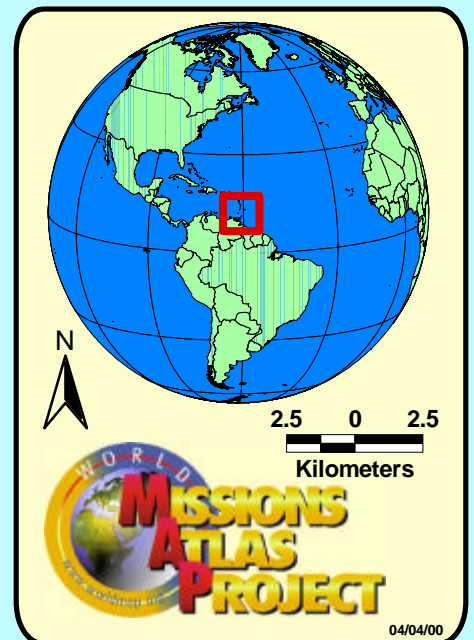 N
2.5 0 2.5
Kilometers
WORLD
MISSIONS
ATLAS
PROJECT
04/04/00